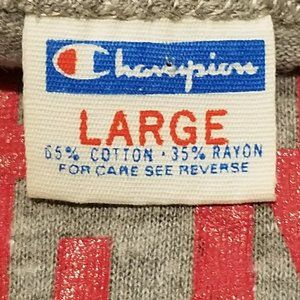 Champion
LARGE
65% COTTON · 35% RAYON
FOR CARE SEE REVERSE